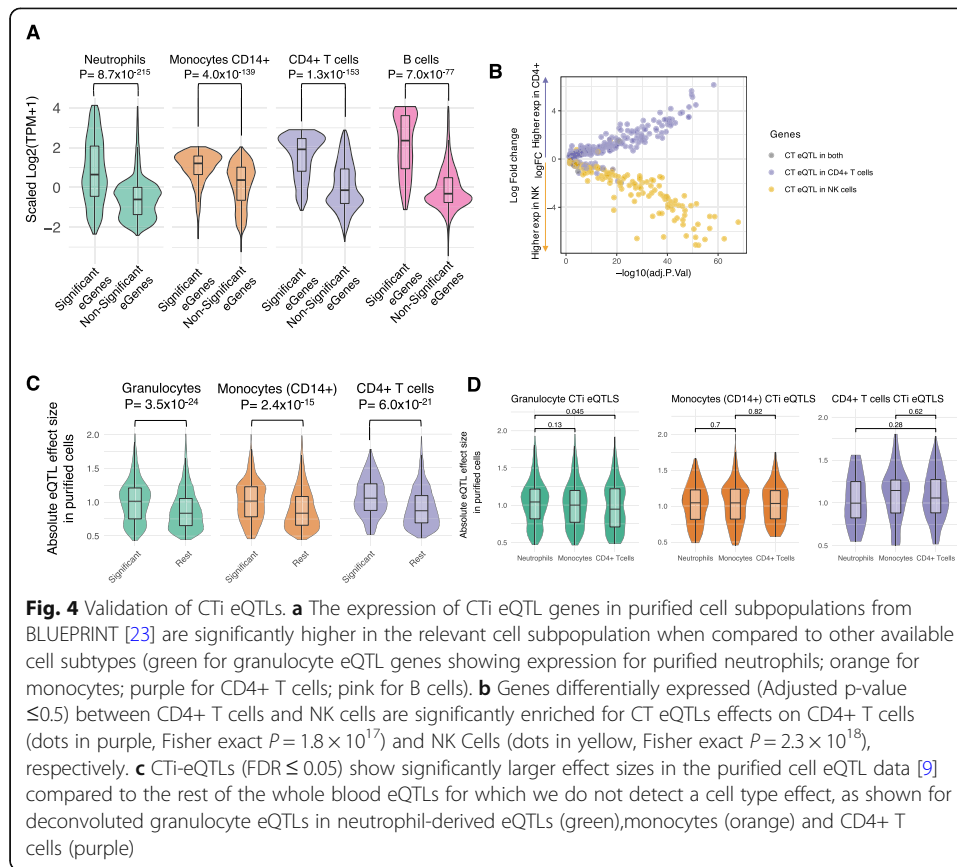 A
Neutrophils
P= 8.7x10-215
Monocytes CD14+
P= 4.0x10-139
CD4+ T cells
P= 1.3x10-153
B cells
P= 7.0x10-77
Scaled Log2(TPM+1)
4
2
0
−2
Significant
eGenes
Non-Significant
eGenes
Significant
eGenes
Non-Significant
eGenes
Significant
eGenes
Non-Significant
eGenes
Significant
eGenes
Non-Significant
eGenes
B
Log Fold change
Higher exp in NK
logFC
Higher exp in CD4+
4
0
−4
0
20
40
60
−log10(adj.P.Val)
Genes
CT eQTL in both
CT eQTL in CD4+ T cells
CT eQTL in NK cells
C
Granulocytes
P= 3.5x10-24
Monocytes (CD14+)
P= 2.4x10-15
CD4+ T cells
P= 6.0x10-21
Absolute eQTL effect size
in purified cells
2.0
1.5
1.0
0.5
Significant
Rest
Significant
Rest
Significant
Rest
D
Granulocyte CTi eQTLS
0.045
0.13
Absolute eQTL effect size
in purified cells
2.0
1.5
1.0
0.5
Neutrophils
Monocytes
CD4+ Tcells
Monocytes (CD14+) CTi eQTLS
0.82
0.7
2.0
1.5
1.0
0.5
Neutrophils
Monocytes
CD4+ Tcells
CD4+ T cells CTi eQTLS
0.62
0.28
2.0
1.5
1.0
0.5
Neutrophils
Monocytes
CD4+ Tcells
Fig. 4 Validation of CTi eQTLs. a The expression of CTi eQTL genes in purified cell subpopulations from
BLUEPRINT [23] are significantly higher in the relevant cell subpopulation when compared to other available
cell subtypes (green for granulocyte eQTL genes showing expression for purified neutrophils; orange for
monocytes; purple for CD4+ T cells; pink for B cells). b Genes differentially expressed (Adjusted p-value
≤0.5) between CD4+ T cells and NK cells are significantly enriched for CT eQTLs effects on CD4+ T cells
(dots in purple, Fisher exact P = 1.8 × 10^17) and NK Cells (dots in yellow, Fisher exact P = 2.3 × 10^18),
respectively. c CTi-eQTLs (FDR ≤ 0.05) show significantly larger effect sizes in the purified cell eQTL data [9]
compared to the rest of the whole blood eQTLs for which we do not detect a cell type effect, as shown for
deconvoluted granulocyte eQTLs in neutrophil-derived eQTLs (green),monocytes (orange) and CD4+ T
cells (purple)